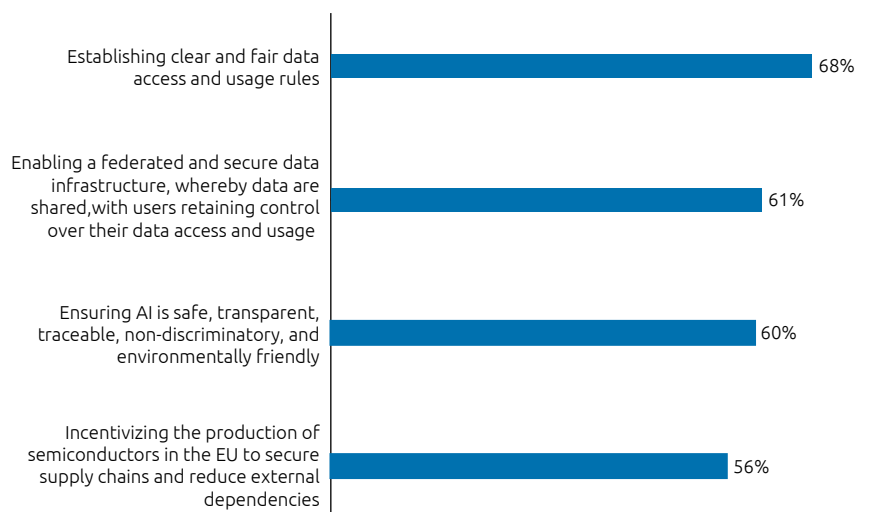 Establishing clear and fair data
access and usage rules
68%
Enabling a federated and secure data
infrastructure, whereby data are
shared,with users retaining control
over their data access and usage
61%
Ensuring AI is safe, transparent,
traceable, non-discriminatory, and
environmentally friendly
60%
Incentivizing the production of
semiconductors in the EU to secure
supply chains and reduce external
dependencies
56%